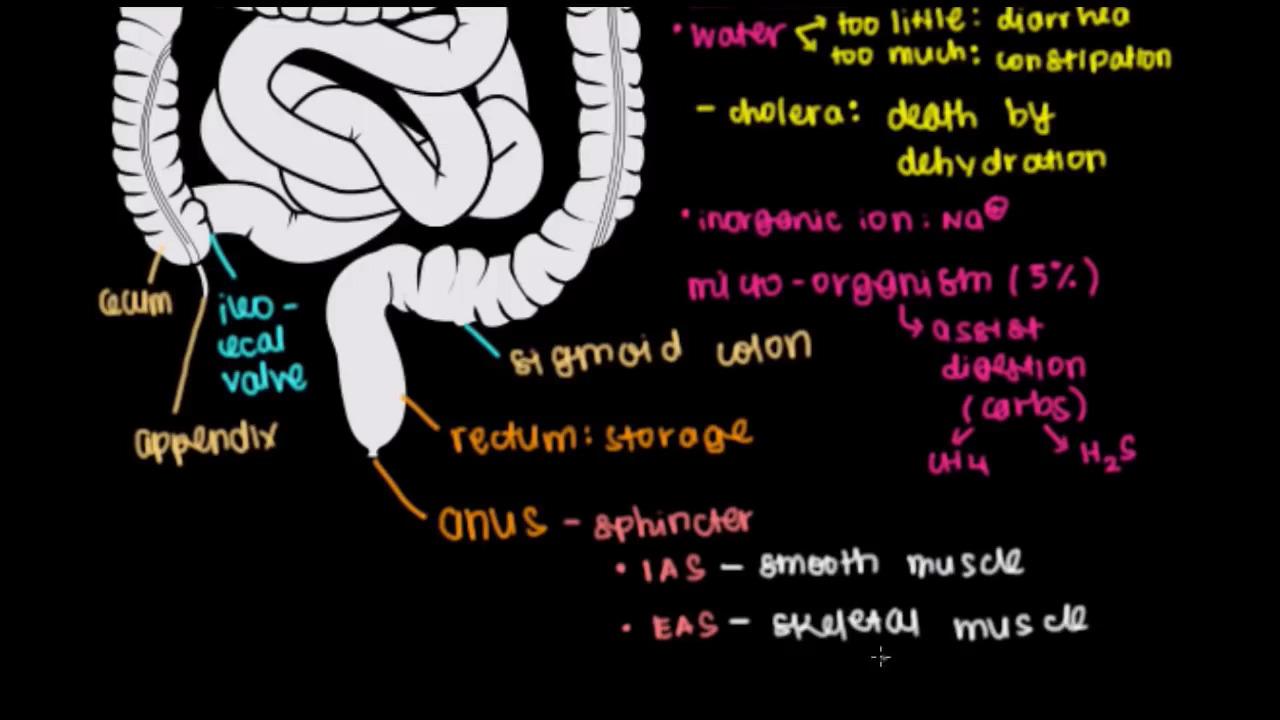 • water
too little: diarrhea
too much: constipation
- cholera: death by
dehydration
• inorganic ion: Na⊖
micro-organism (5%)
assist
digestion
(carbs)
CH4
H2S
cecum
ileo-
cecal
valve
appendix
sigmoid colon
rectum: storage
anus - sphincter
• IAS - smooth muscle
• EAS - skeletal muscle